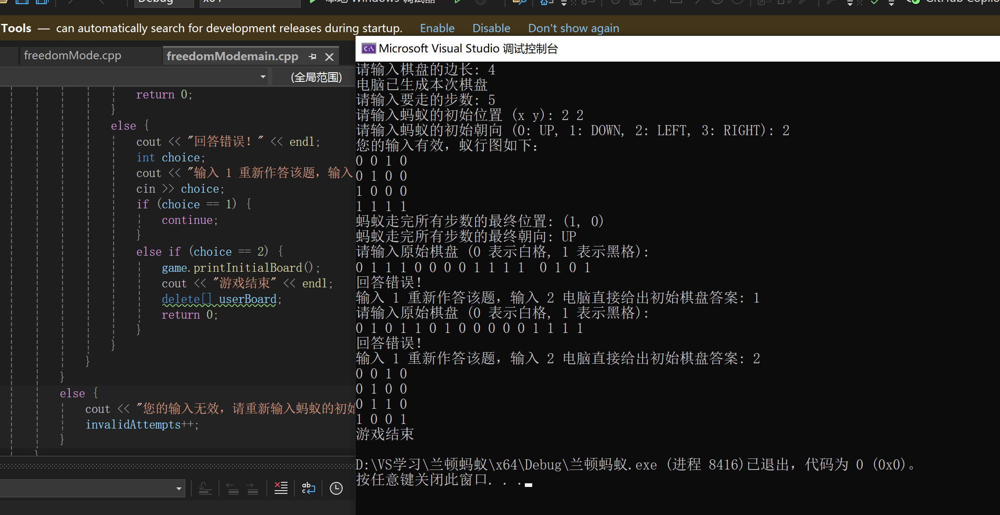 Debug
本地 Windows 调试器
Tools — can automatically search for development releases during startup. Enable Disable Don't show again
freedomMode.cpp
freedomModemain.cpp
(全局范围)
return 0;
}
else {
cout << "回答错误！" << endl;
int choice;
cout << "输入 1 重新作答该题，输入
cin >> choice;
if (choice == 1) {
continue;
}
else if (choice == 2) {
game.printInitialBoard();
cout << "游戏结束" << endl;
delete[] userBoard;
return 0;
}
}
}
}
else {
cout << "您的输入无效，请重新输入蚂蚁的初始
invalidAttempts++;
}
}
Microsoft Visual Studio 调试控制台
请输入棋盘的边长: 4
电脑已生成本次棋盘
请输入要走的步数: 5
请输入蚂蚁的初始位置 (x y): 2 2
请输入蚂蚁的初始朝向 (0: UP, 1: DOWN, 2: LEFT, 3: RIGHT): 2
您的输入有效，蚁行图如下：
0 0 1 0
0 1 0 0
1 0 0 0
1 1 1 1
蚂蚁走完所有步数的最终位置: (1, 0)
蚂蚁走完所有步数的最终朝向: UP
请输入原始棋盘 (0 表示白格, 1 表示黑格):
0 1 1 1 0 0 0 0 1 1 1 1  0 1 0 1
回答错误！
输入 1 重新作答该题，输入 2 电脑直接给出初始棋盘答案: 1
请输入原始棋盘 (0 表示白格, 1 表示黑格):
0 1 0 1 1 0 1 0 0 0 0 0 1 1 1 1
回答错误！
输入 1 重新作答该题，输入 2 电脑直接给出初始棋盘答案: 2
0 0 1 0
0 1 0 0
0 1 1 0
1 0 0 1
游戏结束
D:\VS学习\兰顿蚂蚁\x64\Debug\兰顿蚂蚁.exe (进程 8416)已退出，代码为 0 (0x0)。
按任意键关闭此窗口. . .